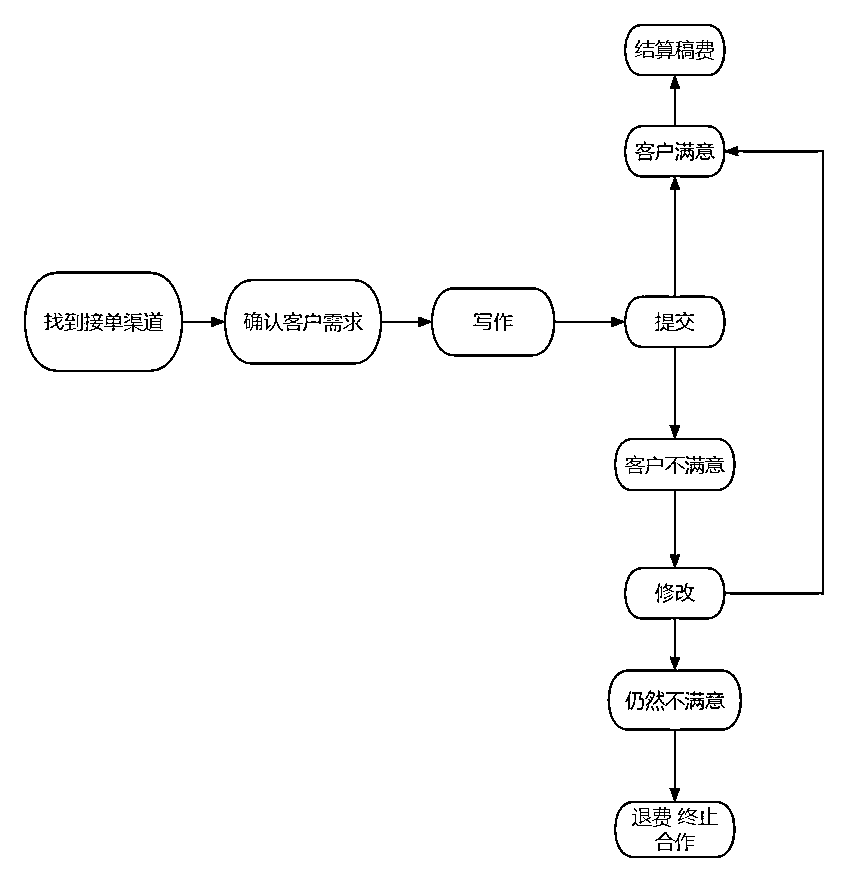 结算稿费
客户满意
找到接单渠道
确认客户需求
写作
提交
客户不满意
修改
仍然不满意
退费 终止
合作